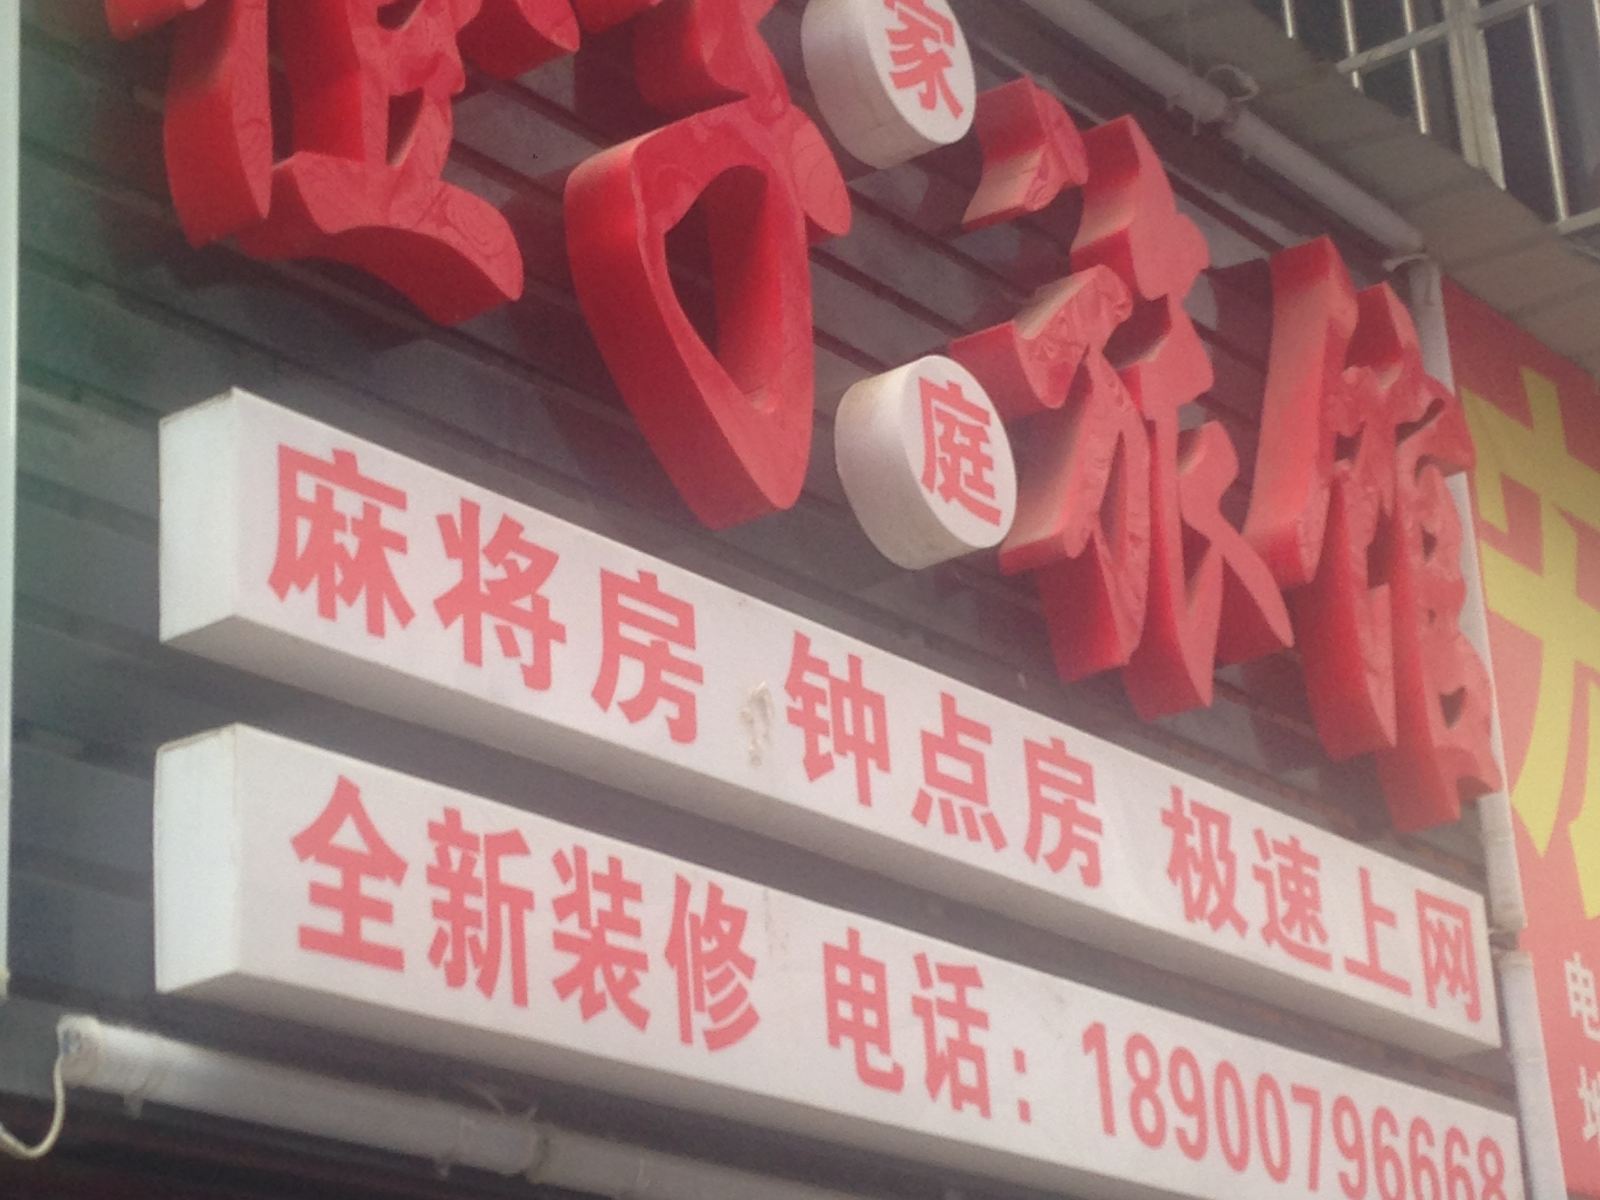 家庭旅馆
麻将房 钟点房 极速上网
全新装修 电话：18900796668
电